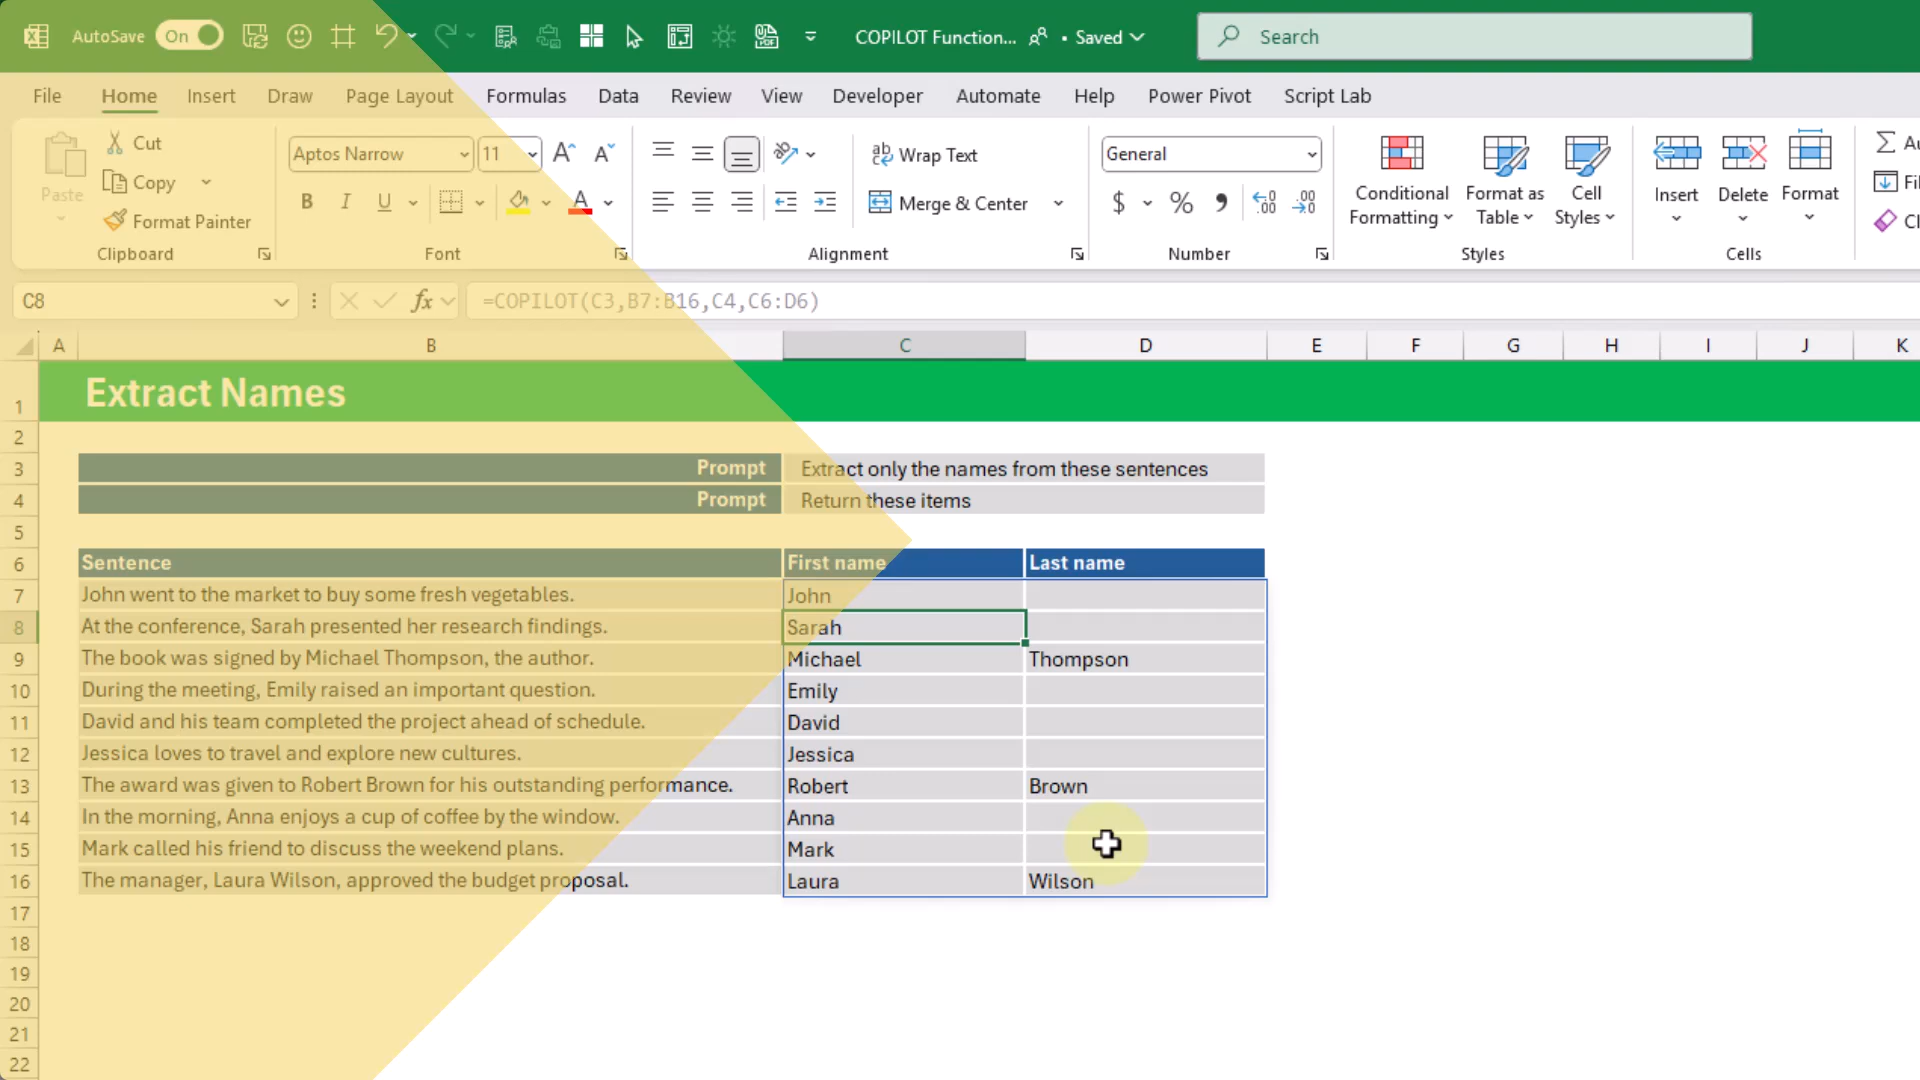 AutoSave On COPILOT Function... • Saved Search
File Home Insert Draw Page Layout Formulas Data Review View Developer Automate Help Power Pivot Script Lab
Paste
Cut
Copy
Format Painter
Clipboard
Aptos Narrow 11
B I U
Font
Wrap Text
Merge & Center
Alignment
General
$ % 
Number
Conditional
Formatting
Format as
Table
Cell
Styles
Styles
Insert Delete Format
Cells
C8 fx =COPILOT(C3,B7:B16,C4,C6:D6)
A B C D E F G H I J K
1 Extract Names
2
3 Prompt Extract only the names from these sentences
4 Prompt Return these items
5
6 Sentence First name Last name
7 John went to the market to buy some fresh vegetables. John
8 At the conference, Sarah presented her research findings. Sarah
9 The book was signed by Michael Thompson, the author. Michael Thompson
10 During the meeting, Emily raised an important question. Emily
11 David and his team completed the project ahead of schedule. David
12 Jessica loves to travel and explore new cultures. Jessica
13 The award was given to Robert Brown for his outstanding performance. Robert Brown
14 In the morning, Anna enjoys a cup of coffee by the window. Anna
15 Mark called his friend to discuss the weekend plans. Mark
16 The manager, Laura Wilson, approved the budget proposal. Laura Wilson
17
18
19
20
21
22